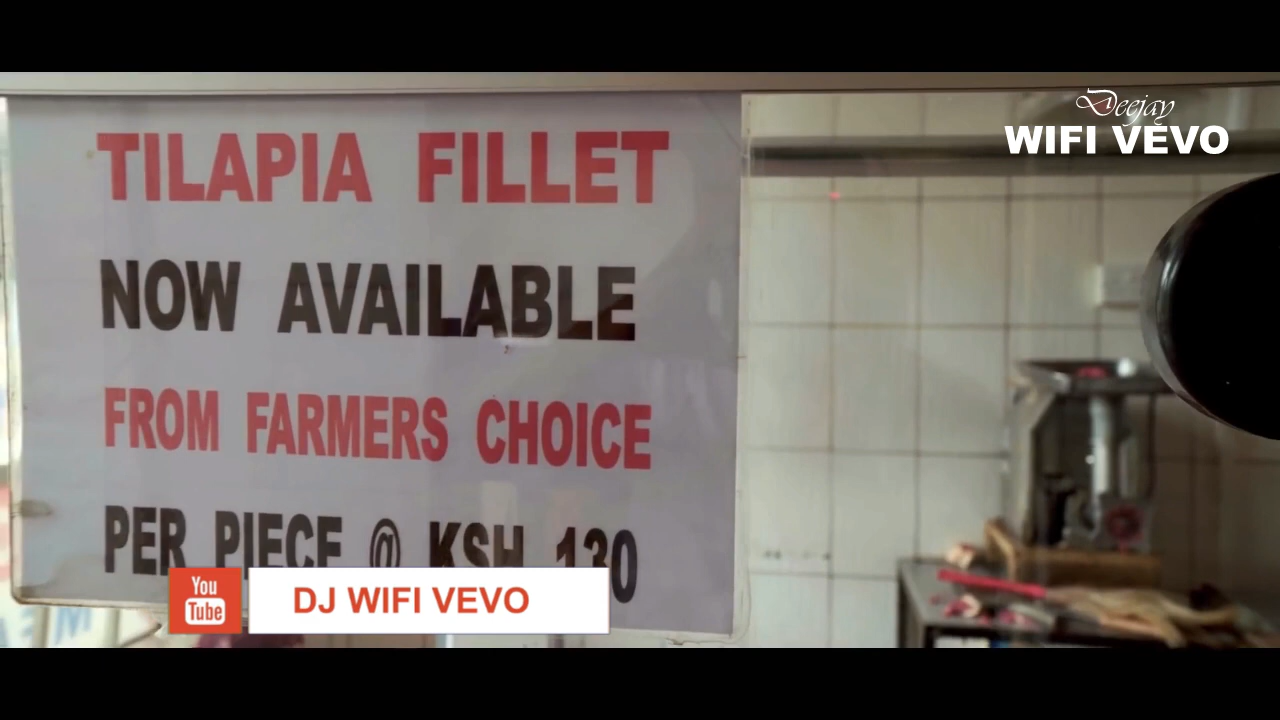 Deejay
WIFI VEVO
TILAPIA FILLET
NOW AVAILABLE
FROM FARMERS CHOICE
PER PIECE @ KSH 130
You
Tube
DJ WIFI VEVO